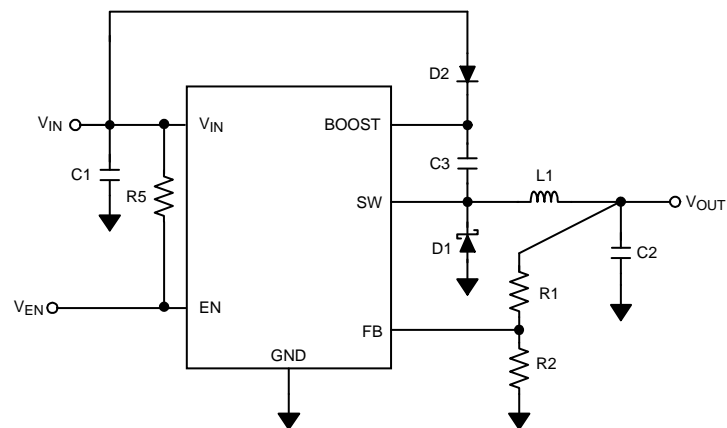 D2
VIN
VIN
BOOST
C1
R5
C3
L1
SW
VOUT
D1
C2
R1
VEN
EN
FB
GND
R2